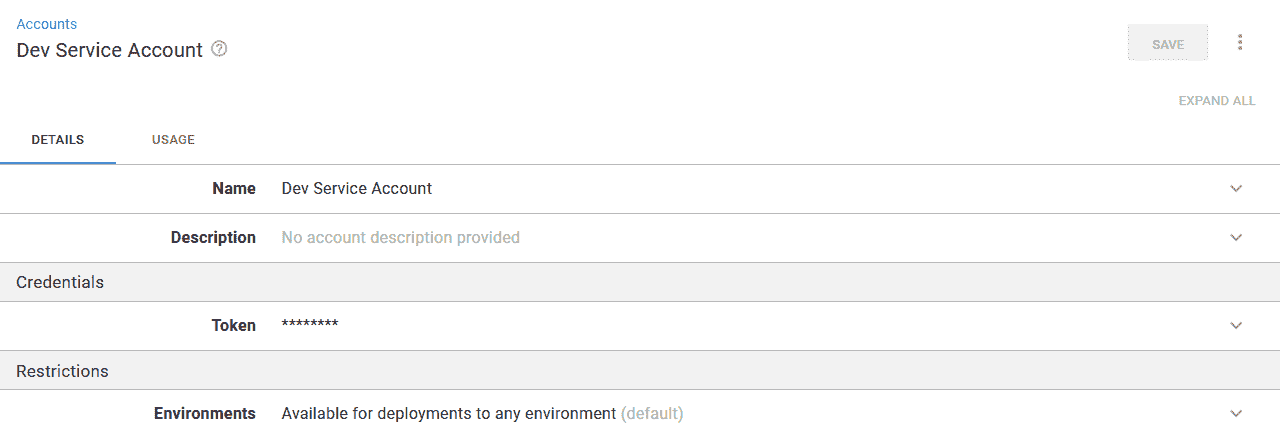 Accounts
Dev Service Account
SAVE
EXPAND ALL
DETAILS USAGE
Name Dev Service Account
Description No account description provided
Credentials
Token ********
Restrictions
Environments Available for deployments to any environment (default)